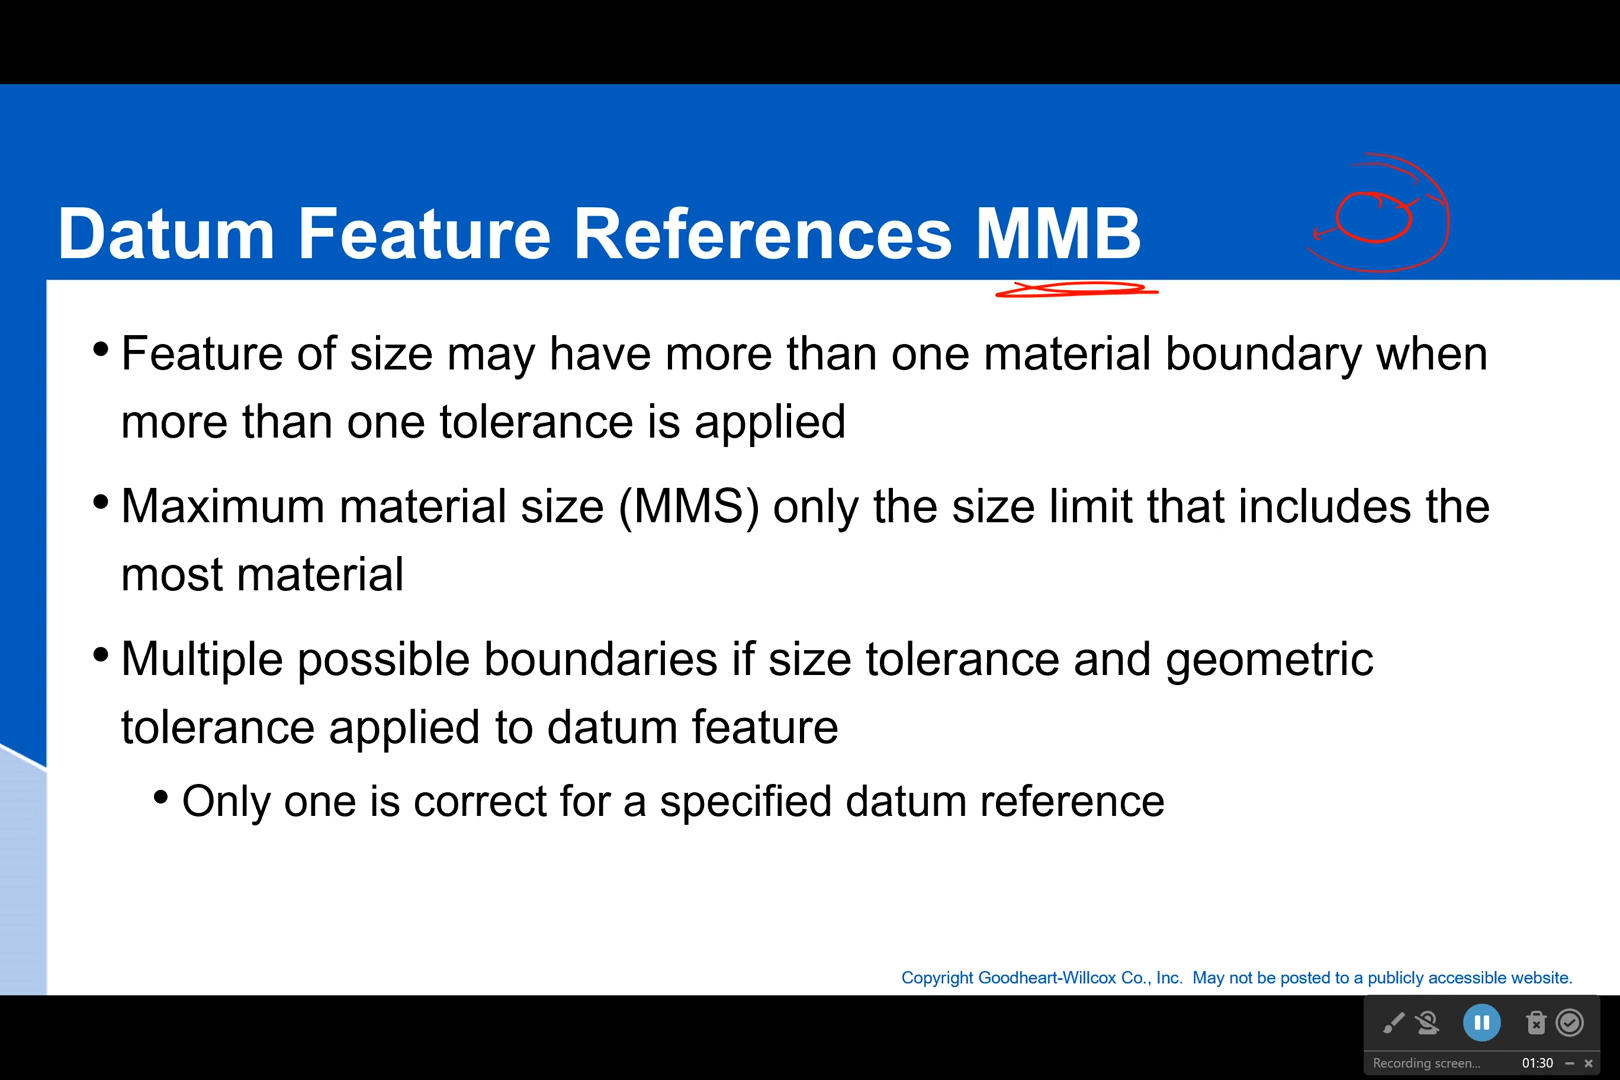 Datum Feature References MMB
• Feature of size may have more than one material boundary when
more than one tolerance is applied
• Maximum material size (MMS) only the size limit that includes the
most material
• Multiple possible boundaries if size tolerance and geometric
tolerance applied to datum feature
• Only one is correct for a specified datum reference
Copyright Goodheart-Willcox Co., Inc. May not be posted to a publicly accessible website.
Recording screen... 01:30